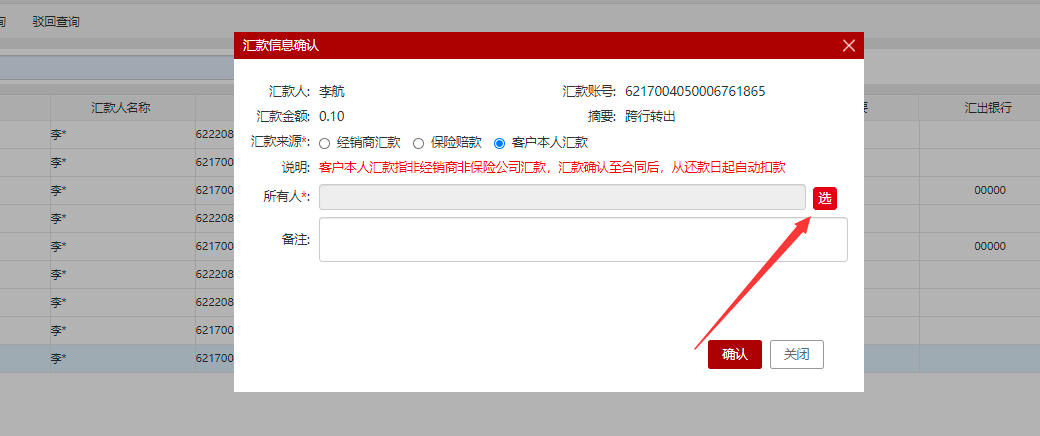 询 驳回查询
汇款信息确认
汇款人: 李航 汇款账号: 6217004050006761865
汇款金额: 0.10 摘要: 跨行转出
汇款来源*: 经销商汇款 保险赔款 客户本人汇款
说明: 客户本人汇款指非经销商非保险公司汇款，汇款确认至合同后，从还款日起自动扣款
所有人*: 选
备注:
确认 关闭
汇款人名称 汇出银行
李* 622208
李* 621700
李* 621700 00000
李* 622208
李* 621700 00000
李* 622208
李* 622208
李* 621700
李* 621700